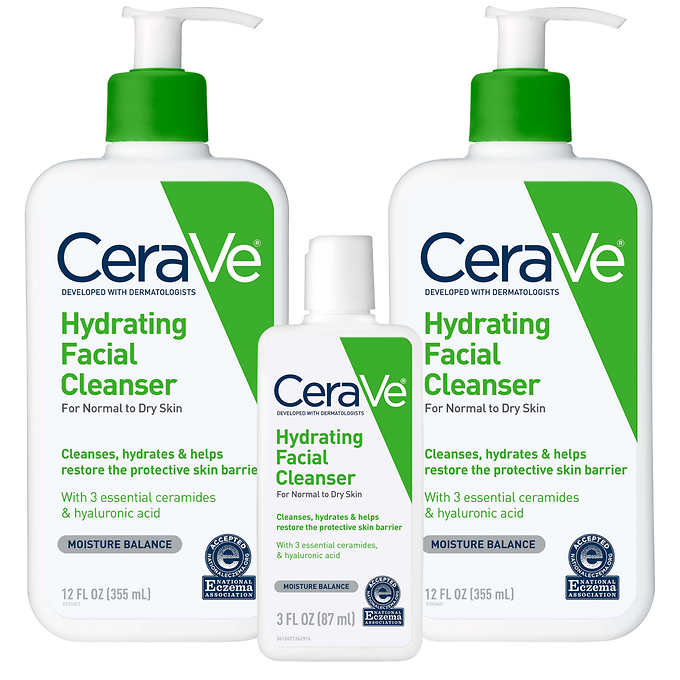 CeraVe®
DEVELOPED WITH DERMATOLOGISTS
Hydrating
Facial
Cleanser
For Normal to Dry Skin
Cleanses, hydrates & helps
restore the protective skin barrie
With 3 essential ceramides
& hyaluronic acid
MOISTURE BALANCE
12 FL OZ (355 mL)
ACCEPTED
NATIONALECZEMA.ORG
NATIONAL
Eczema
ASSOCIATION
CeraVe®
DEVELOPED WITH DERMATOLOGISTS
Hydrating
Facial
Cleanser
For Normal to Dry Skin
Cleanses, hydrates & helps
restore the protective skin barrier
With 3 essential ceramides,
& hyaluronic acid
MOISTURE BALANCE
3 FL OZ (87 mL)
ACCEPTED
NATIONAL
Eczema
ASSOCIATION
CeraVe®
DEVELOPED WITH DERMATOLOGISTS
Hydrating
Facial
Cleanser
For Normal to Dry Skin
Cleanses, hydrates & helps
restore the protective skin barrier
With 3 essential ceramides
& hyaluronic acid
MOISTURE BALANCE
12 FL OZ (355 mL)
ACCEPTED
NATIONALECZEMA.ORG
NATIONAL
Eczema
ASSOCIATION